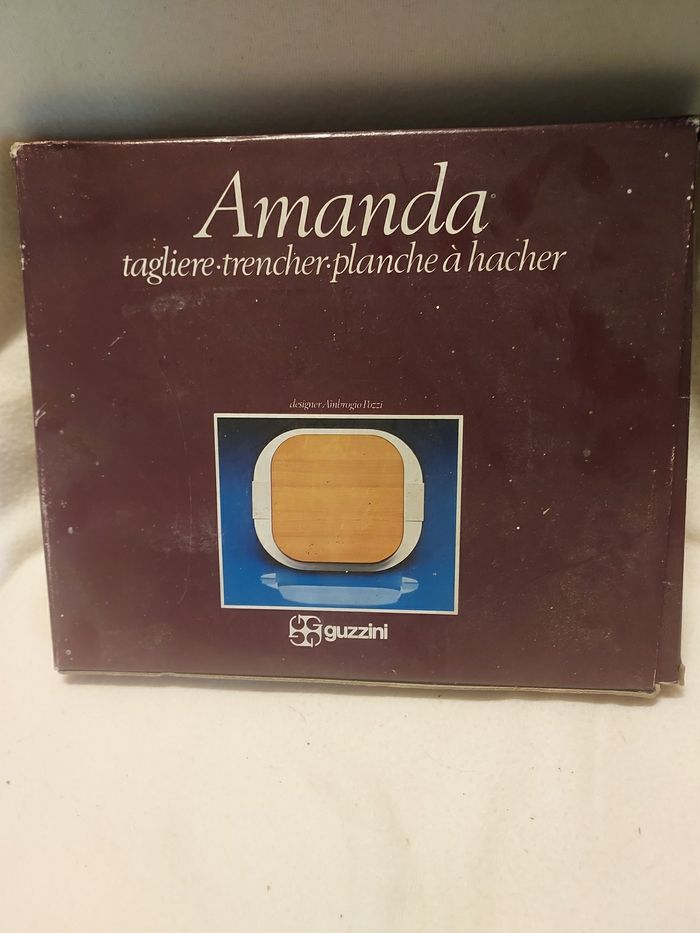 Amanda
tagliere·trencher·planche à hacher
designer Ambrogio Pozzi
guzzini